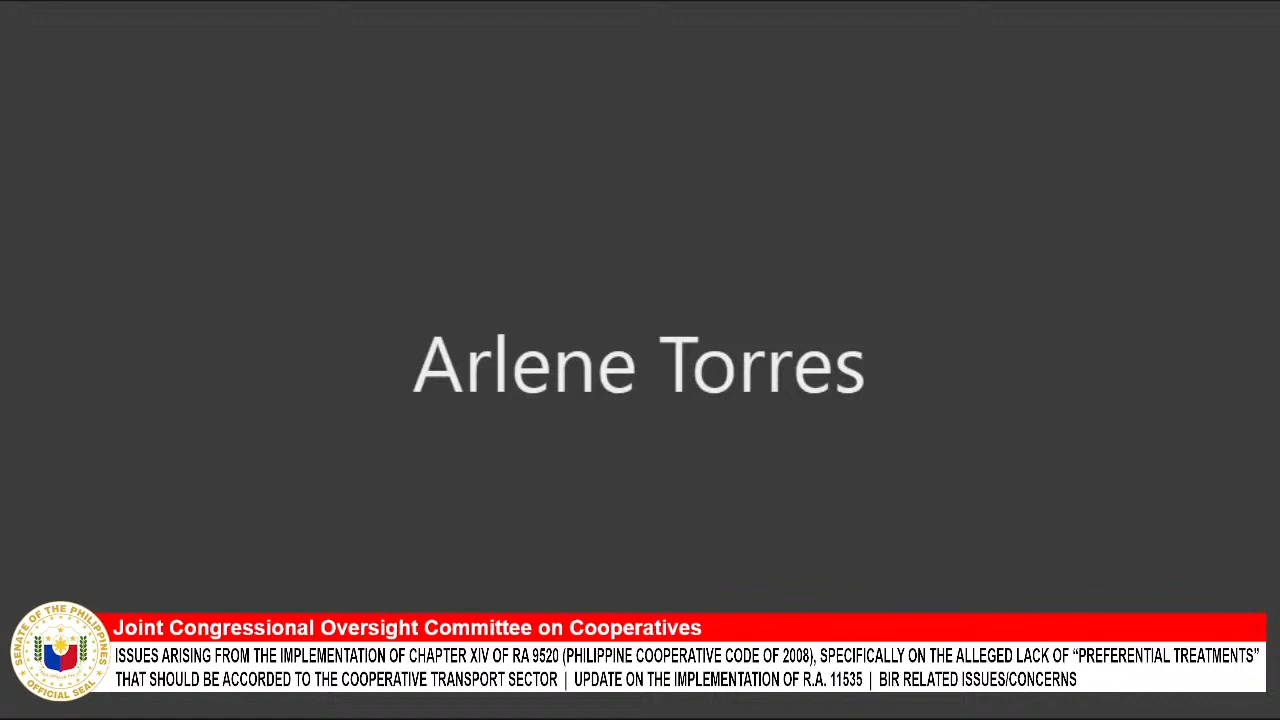 Arlene Torres
Joint Congressional Oversight Committee on Cooperatives
ISSUES ARISING FROM THE IMPLEMENTATION OF CHAPTER XIV OF RA 9520 (PHILIPPINE COOPERATIVE CODE OF 2008), SPECIFICALLY ON THE ALLEGED LACK OF “PREFERENTIAL TREATMENTS”
THAT SHOULD BE ACCORDED TO THE COOPERATIVE TRANSPORT SECTOR | UPDATE ON THE IMPLEMENTATION OF R.A. 11535 | BIR RELATED ISSUES/CONCERNS
SENATE OF THE PHILIPPINES
OFFICIAL SEAL